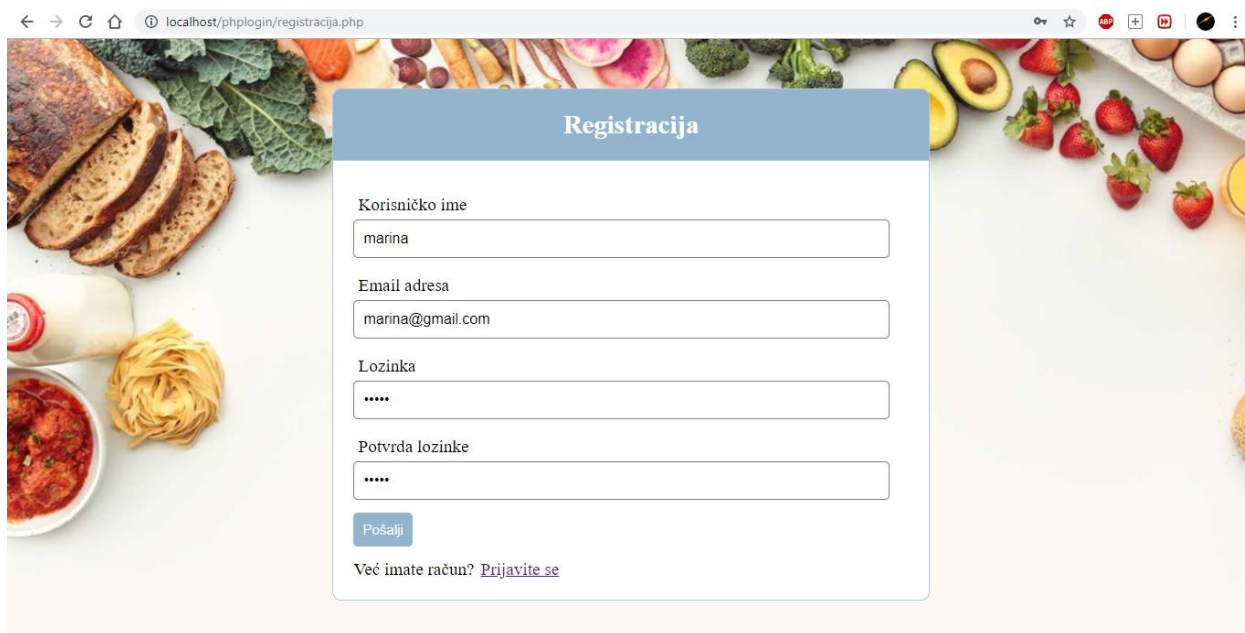 localhost/phplogin/registracija.php
ABP
Registracija
Korisničko ime
marina
Email adresa
marina@gmail.com
Lozinka
•••••
Potvrda lozinke
•••••
Pošalji
Već imate račun? Prijavite se